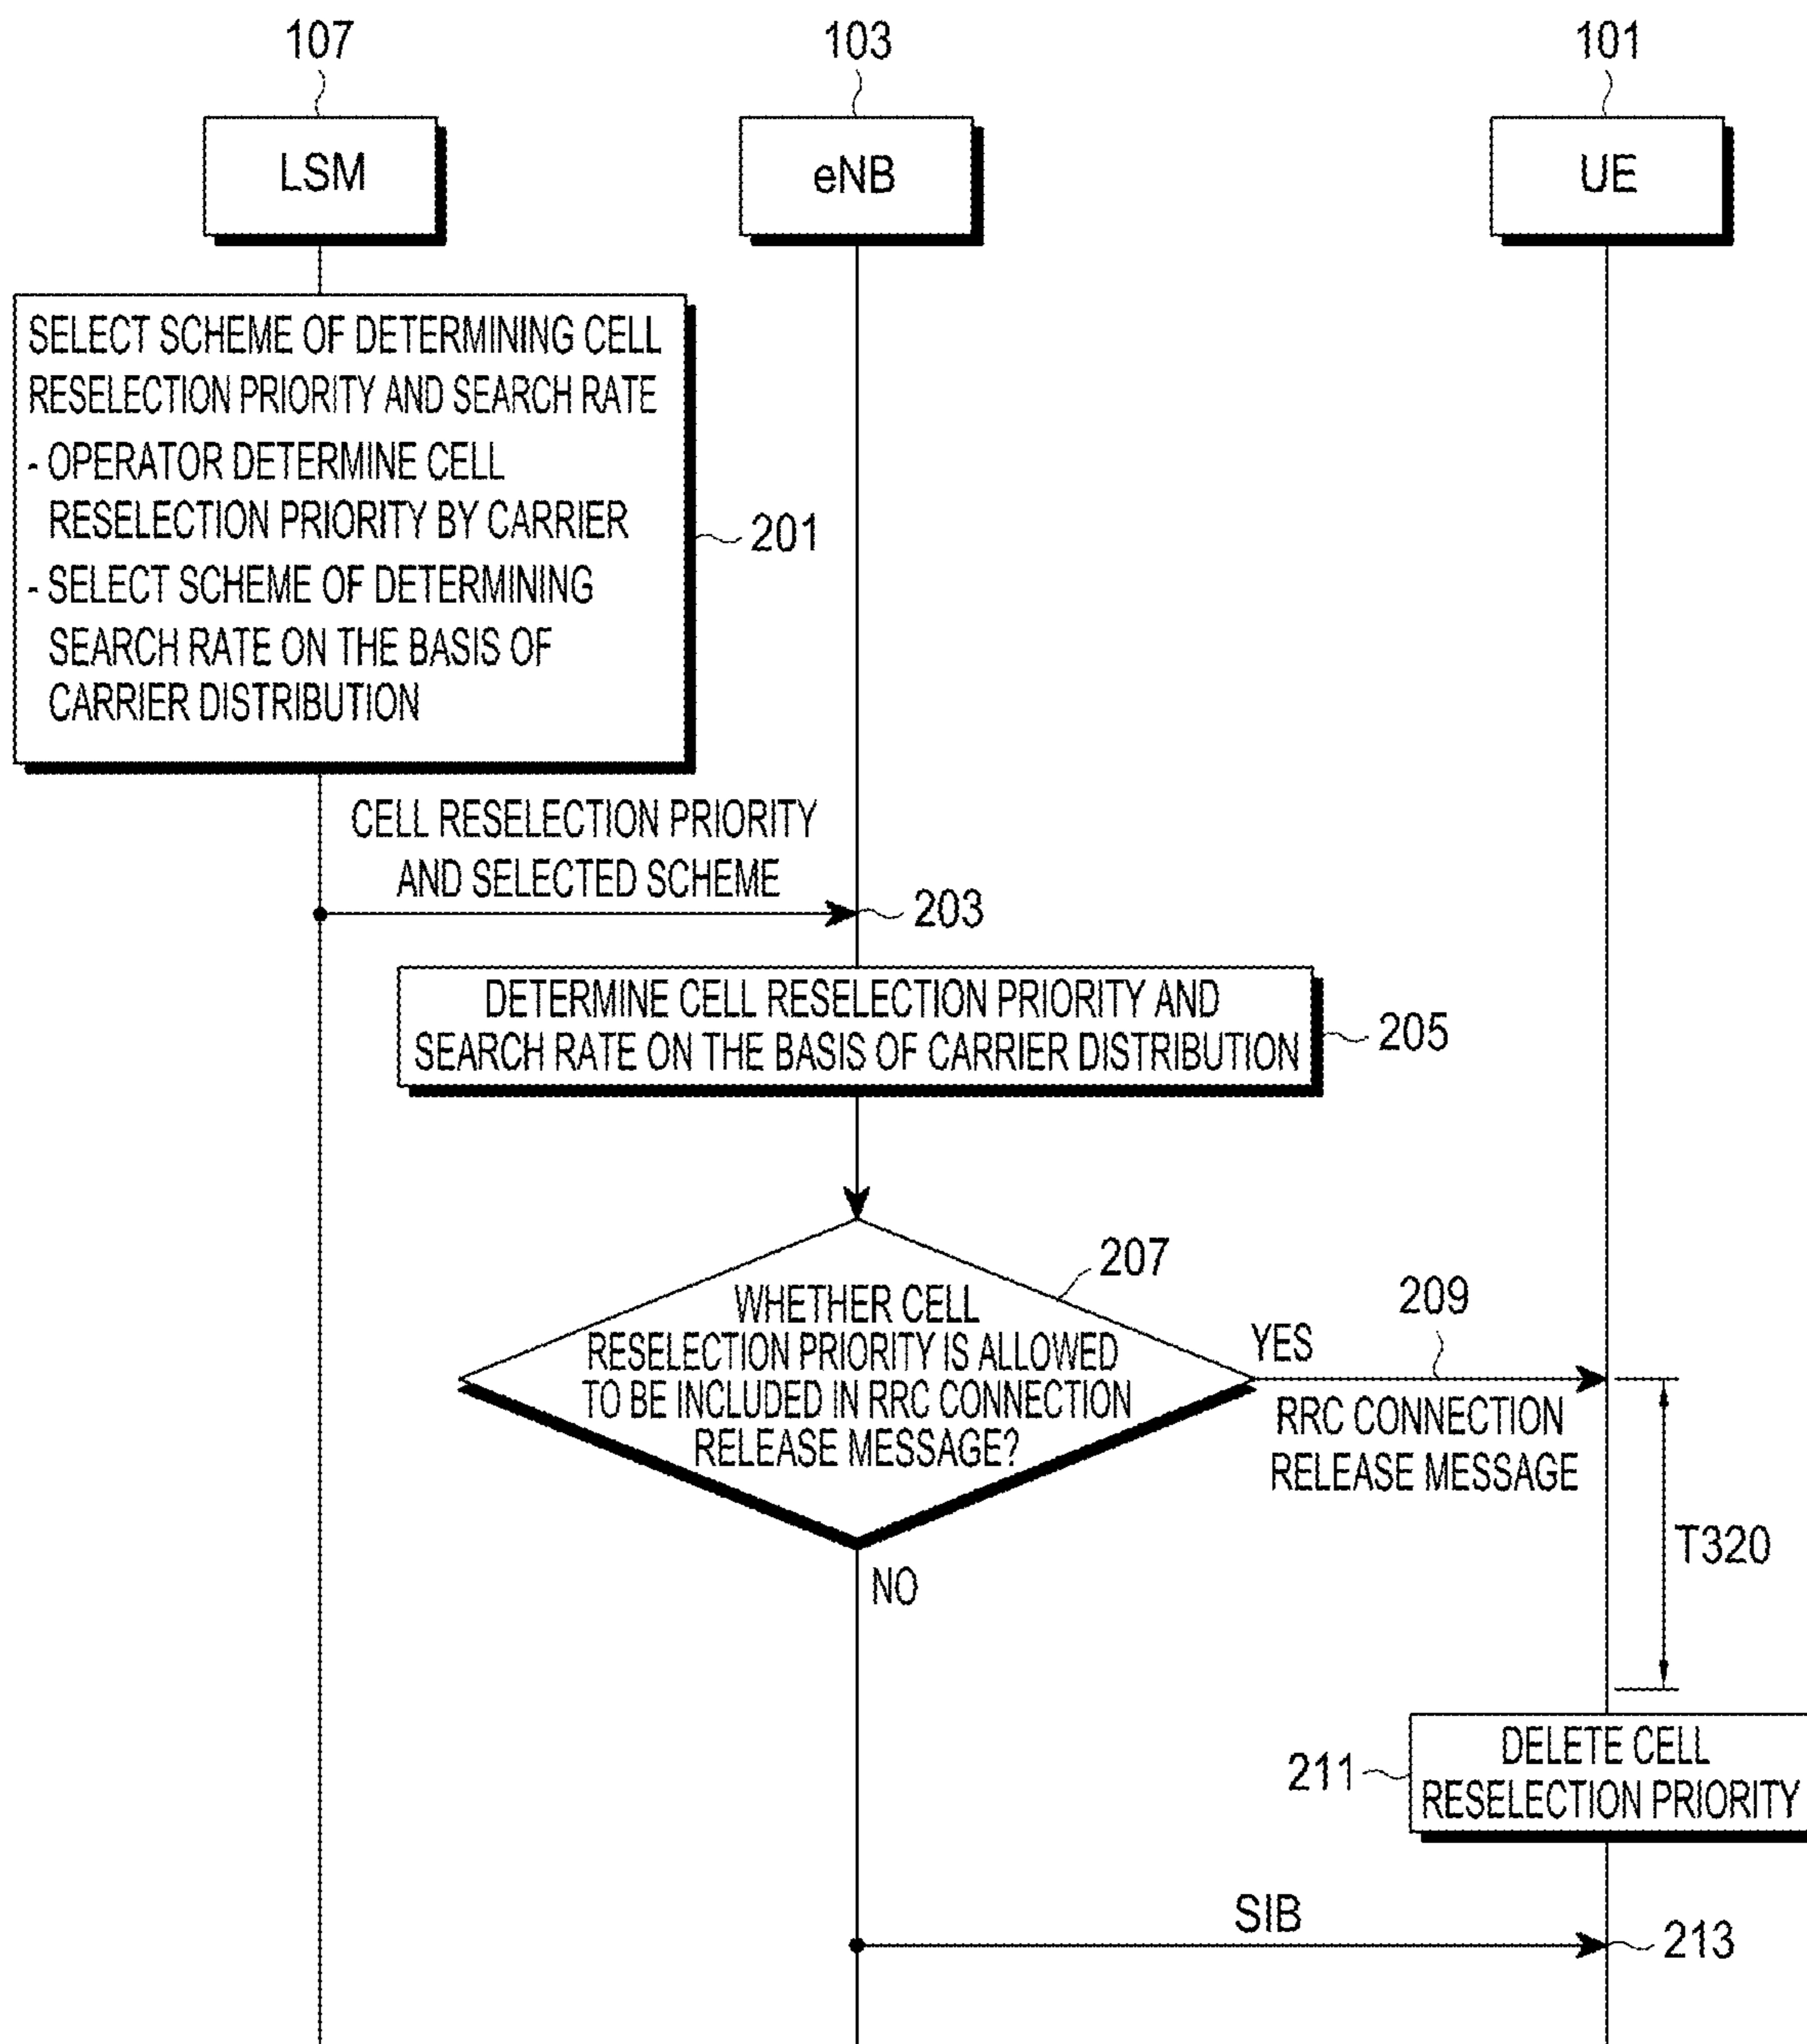 107
103
101
LSM
eNB
UE
SELECT SCHEME OF DETERMINING CELL
RESELECTION PRIORITY AND SEARCH RATE
- OPERATOR DETERMINE CELL
RESELECTION PRIORITY BY CARRIER
- SELECT SCHEME OF DETERMINING
SEARCH RATE ON THE BASIS OF
CARRIER DISTRIBUTION
201
CELL RESELECTION PRIORITY
AND SELECTED SCHEME
203
DETERMINE CELL RESELECTION PRIORITY AND
SEARCH RATE ON THE BASIS OF CARRIER DISTRIBUTION
205
207
WHETHER CELL
RESELECTION PRIORITY IS ALLOWED
TO BE INCLUDED IN RRC CONNECTION
RELEASE MESSAGE?
YES
209
RRC CONNECTION
RELEASE MESSAGE
T320
NO
211
DELETE CELL
RESELECTION PRIORITY
SIB
213